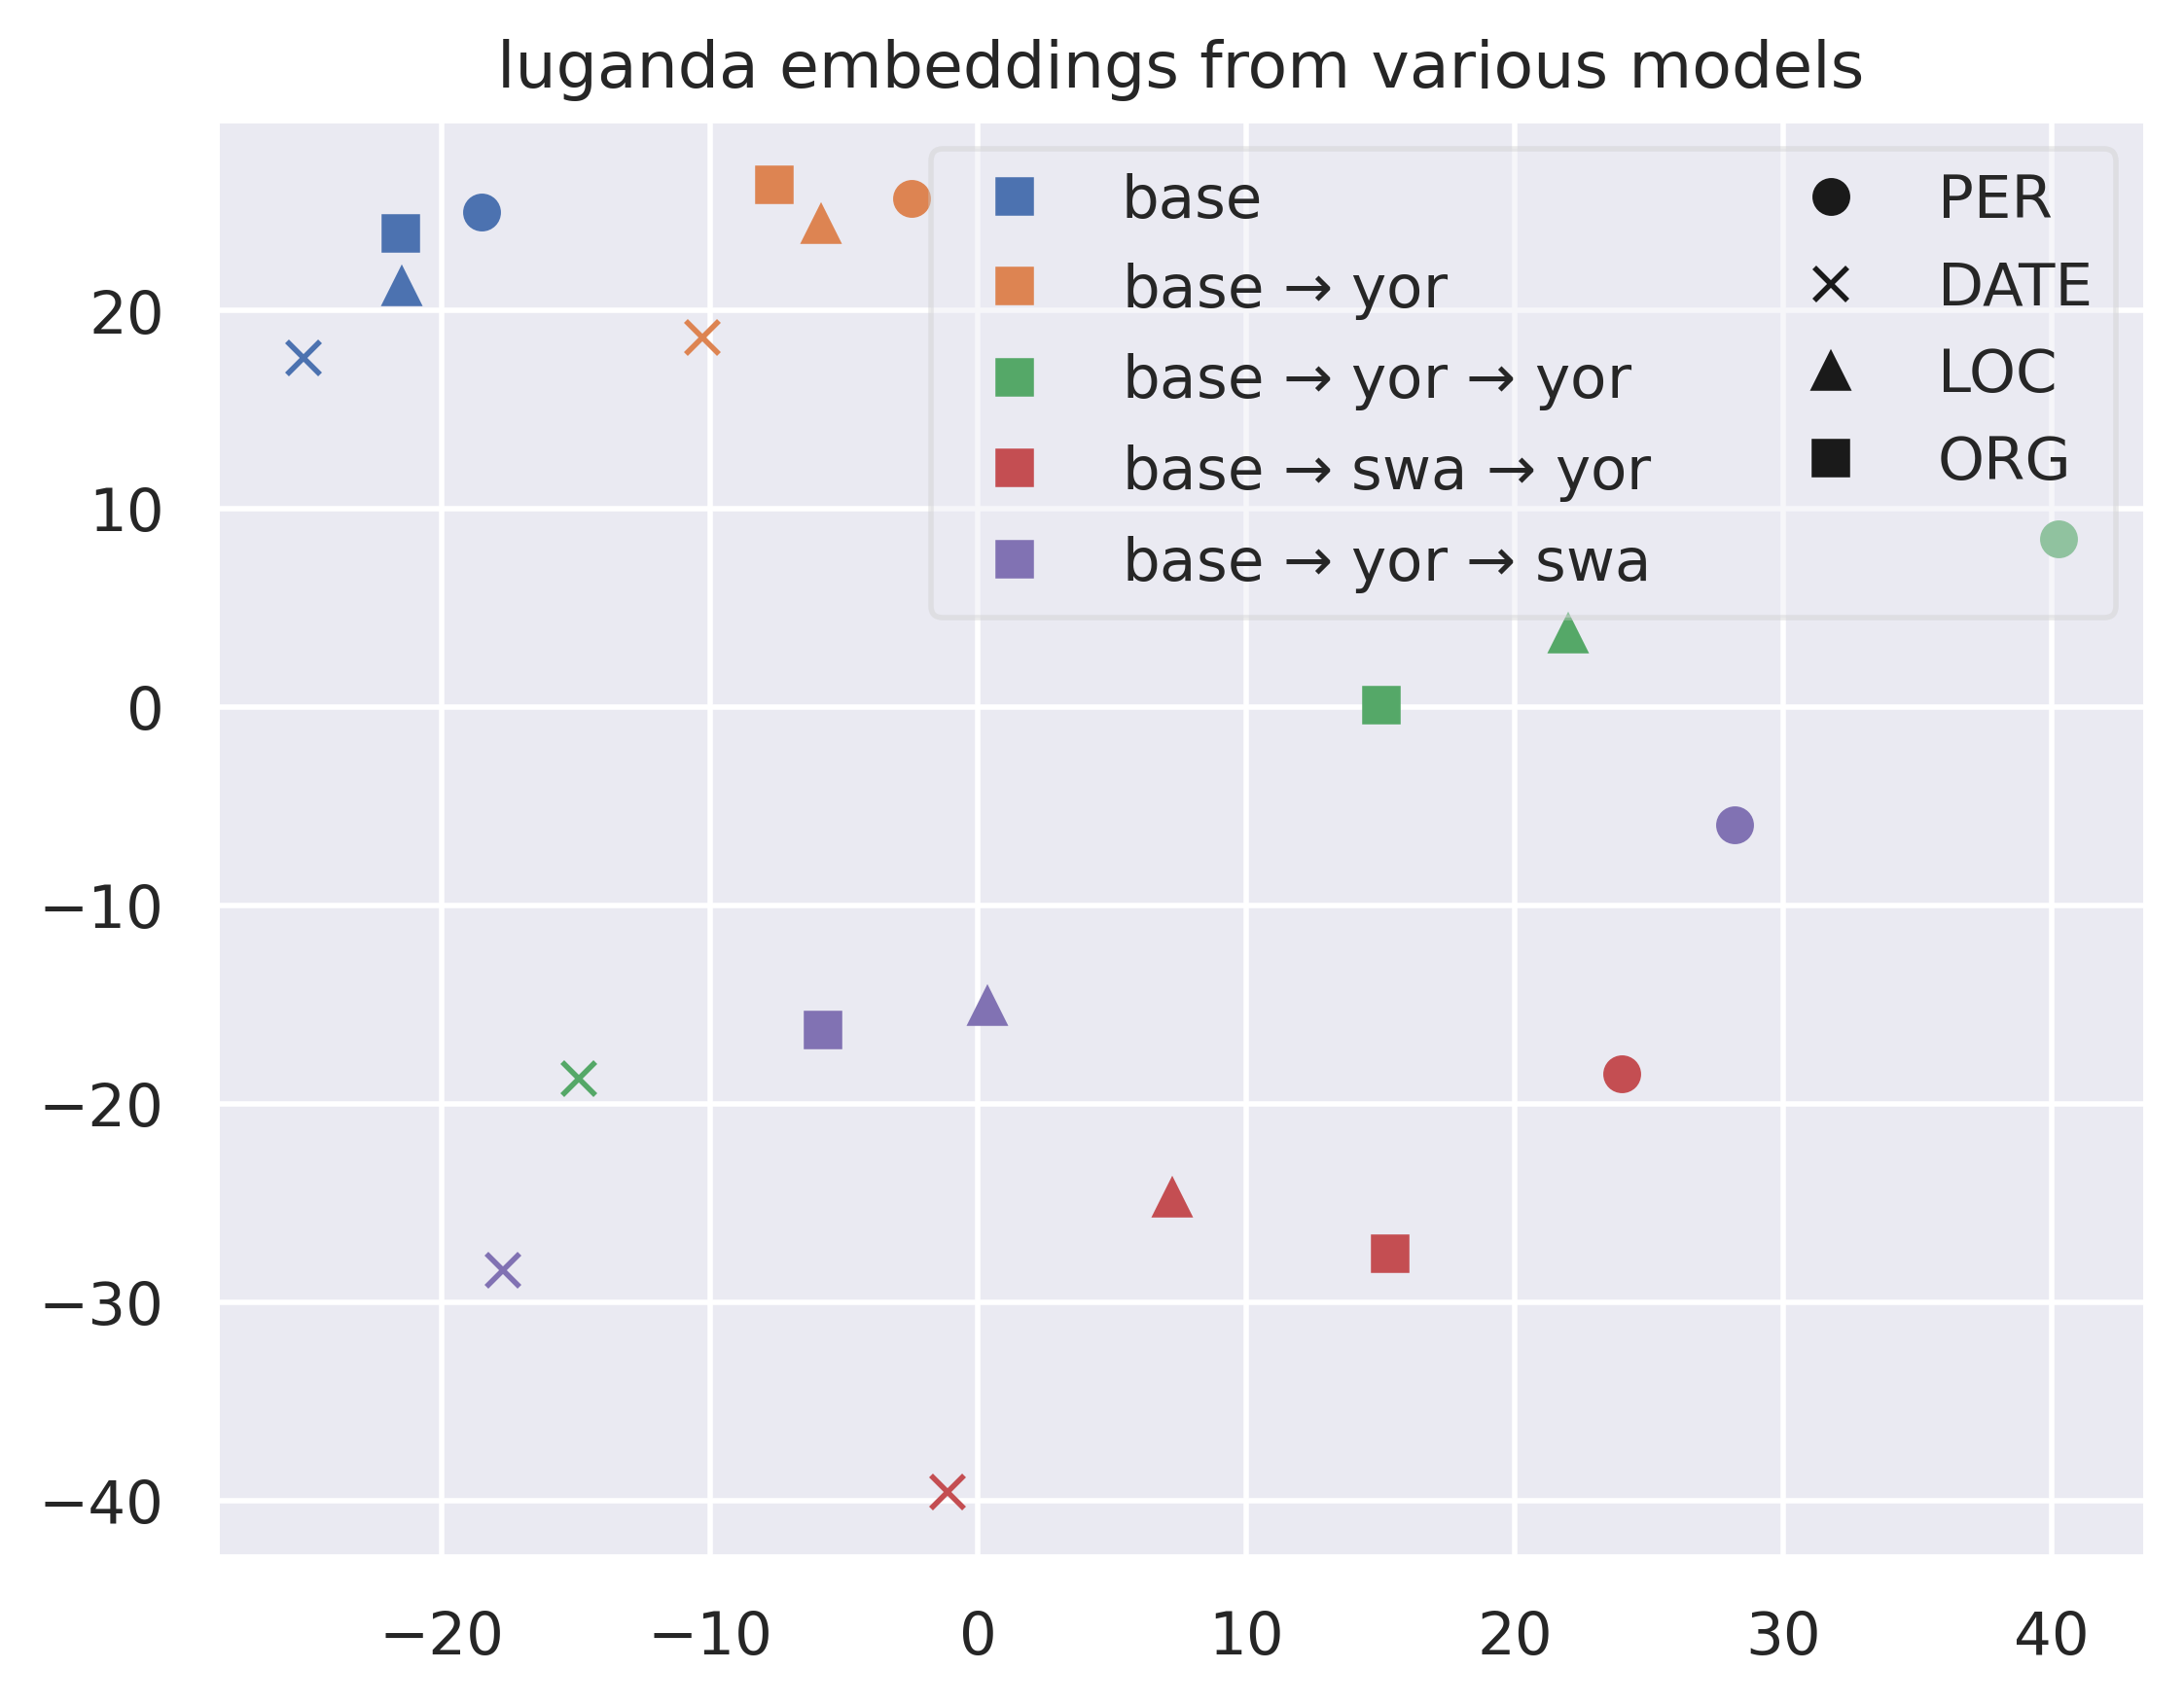 luganda embeddings from various models
base
base → yor
base → yor → yor
base → swa → yor
base → yor → swa
PER
DATE
LOC
ORG
20
10
0
−10
−20
−30
−40
−20 −10 0 10 20 30 40